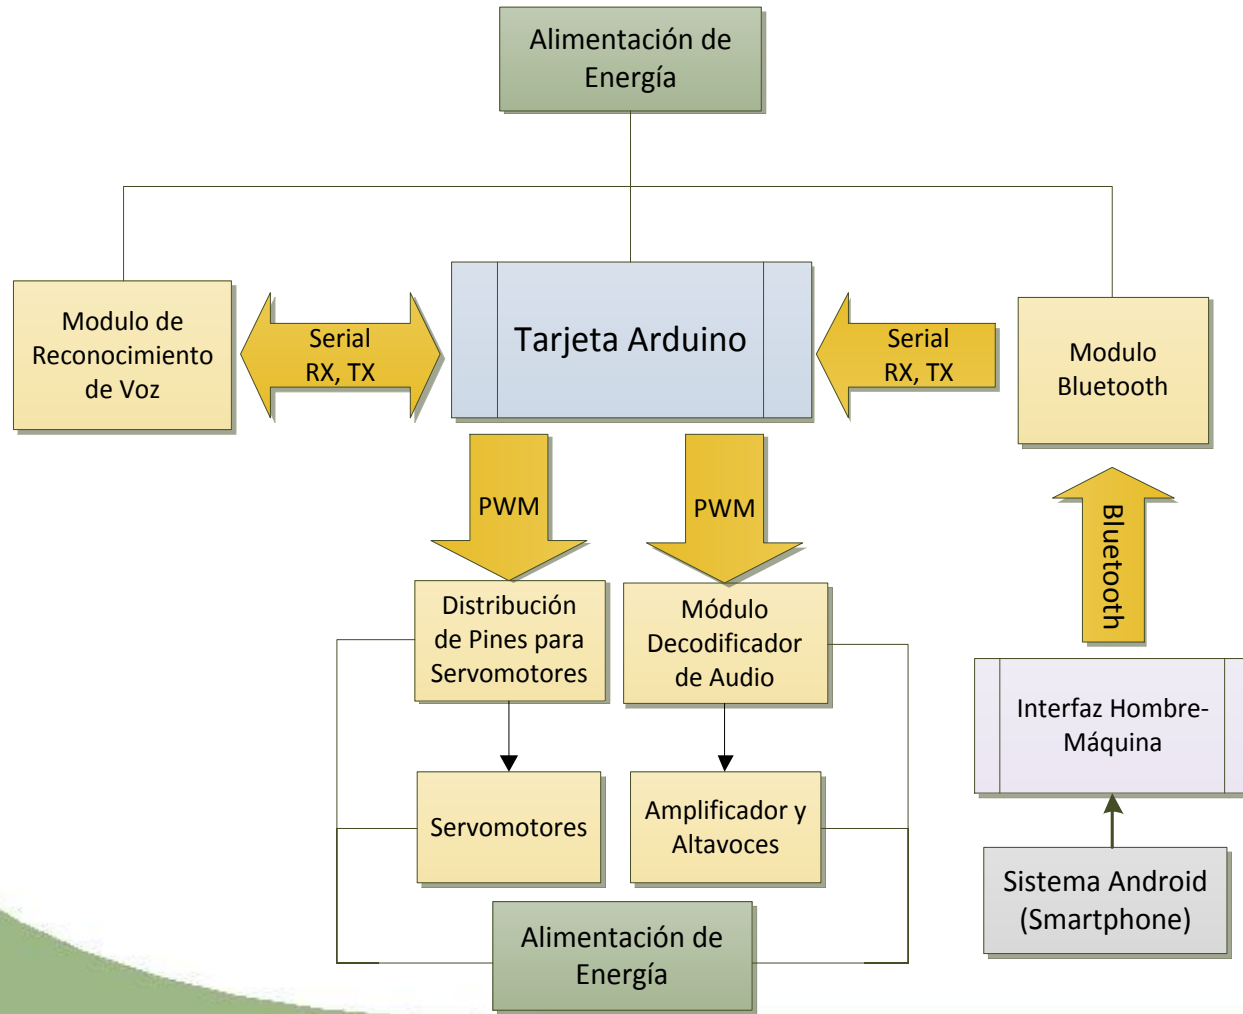 Alimentación de
Energía
Modulo de
Reconocimiento
de Voz
Serial
RX, TX
Tarjeta Arduino
Serial
RX, TX
Modulo
Bluetooth
PWM
PWM
Bluetooth
Distribución
de Pines para
Servomotores
Módulo
Decodificador
de Audio
Interfaz Hombre-
Máquina
Servomotores
Amplificador y
Altavoces
Sistema Android
(Smartphone)
Alimentación de
Energía